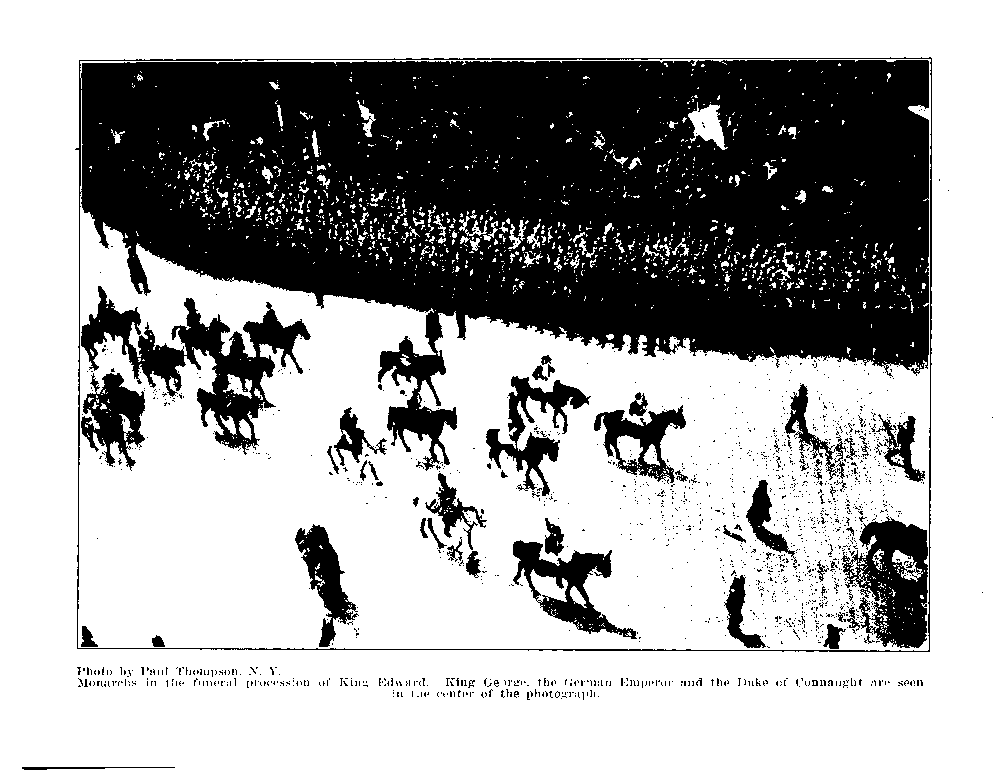 Photo by Paul Thompson, N. Y.
Monarchs in the funeral procession of King Edward. King George, the German Emperor and the Duke of Connaught are seen
in the center of the photograph.